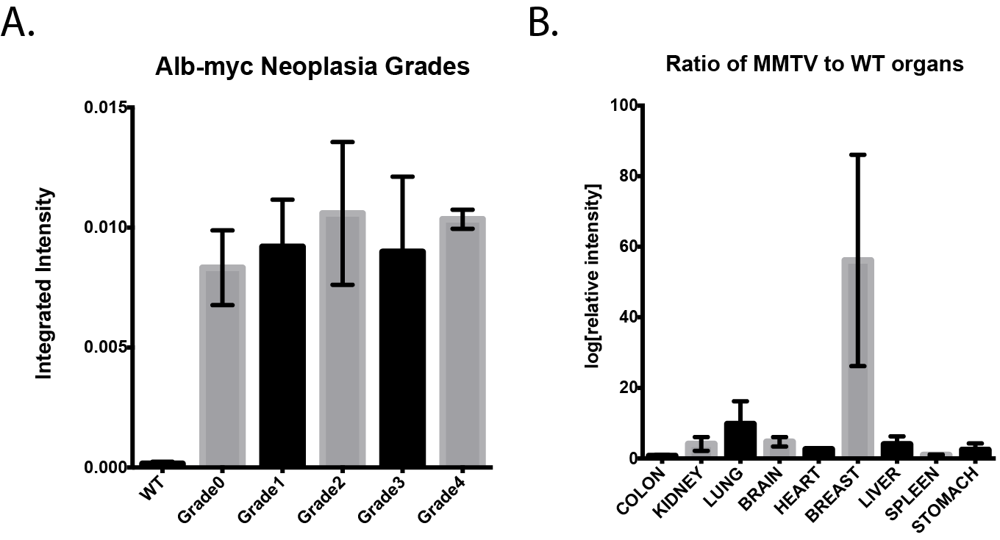 A.
Alb-myc Neoplasia Grades
Integrated Intensity
0.015
0.010
0.005
0.000
WT
Grade0
Grade1
Grade2
Grade3
Grade4
B.
Ratio of MMTV to WT organs
log[relative intensity]
100
80
60
40
20
0
COLON
KIDNEY
LUNG
BRAIN
HEART
BREAST
LIVER
SPLEEN
STOMACH